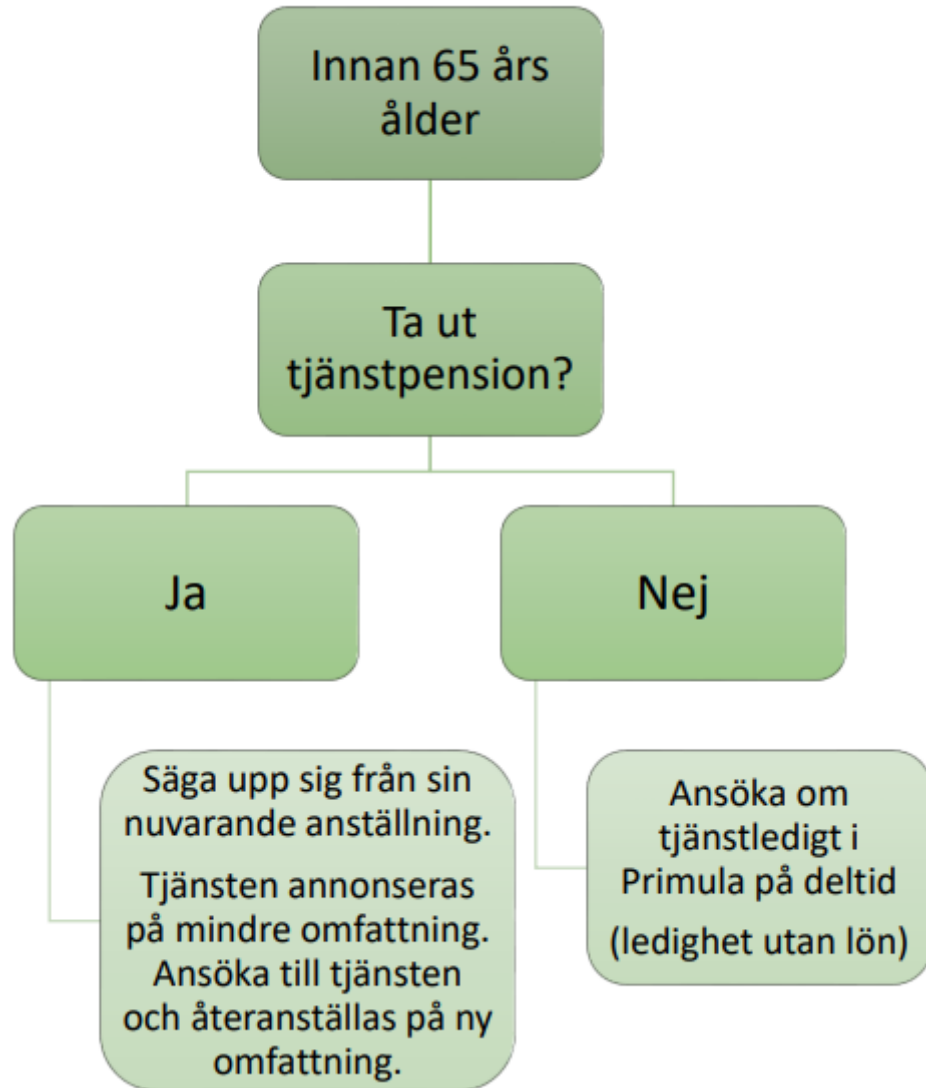 Innan 65 års
ålder
Ta ut
tjänstpension?
Ja
Nej
Säga upp sig från sin
nuvarande anställning.
Tjänsten annonseras
på mindre omfattning.
Ansöka till tjänsten
och återanställas på ny
omfattning.
Ansöka om
tjänstledigt i
Primula på deltid
(ledighet utan lön)